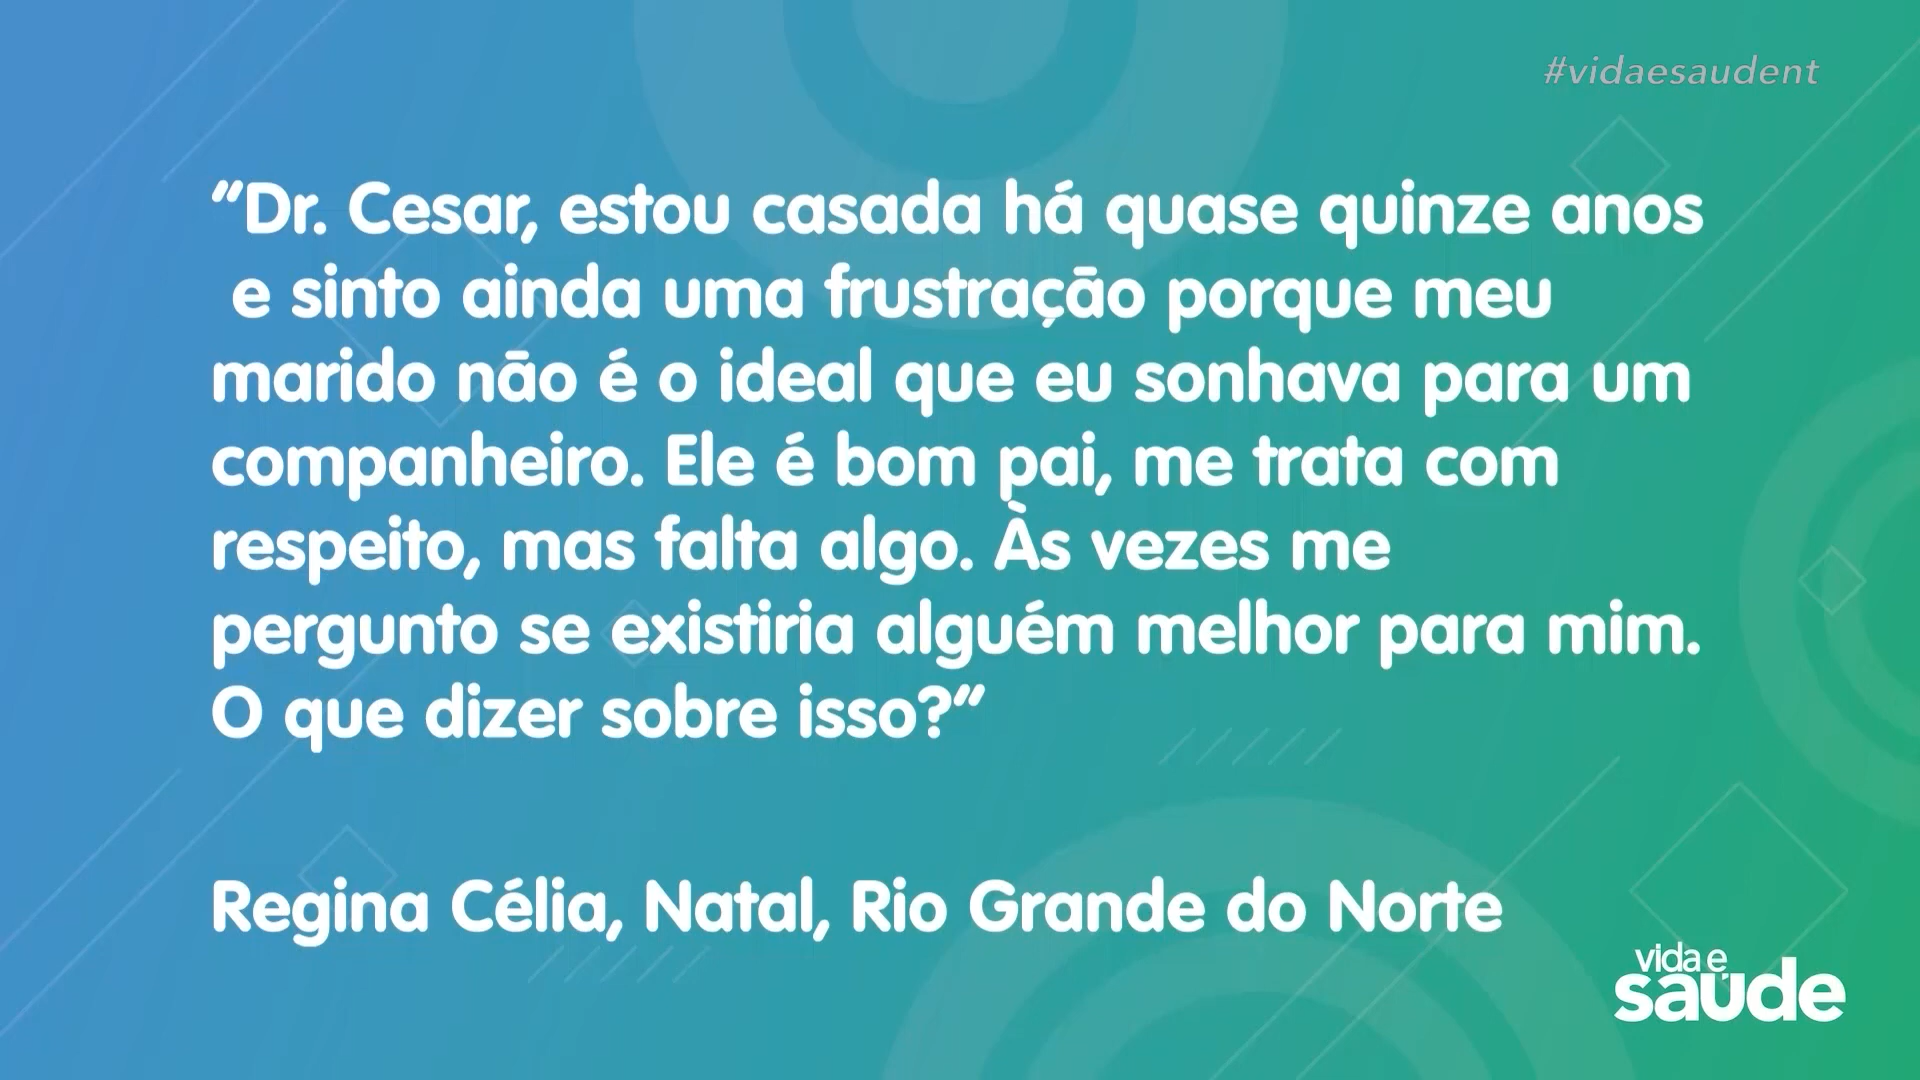 #vidaesaudent
“Dr. Cesar, estou casada há quase quinze anos
e sinto ainda uma frustração porque meu
marido não é o ideal que eu sonhava para um
companheiro. Ele é bom pai, me trata com
respeito, mas falta algo. Às vezes me
pergunto se existiria alguém melhor para mim.
O que dizer sobre isso?“
Regina Célia, Natal, Rio Grande do Norte
vida e
saúde